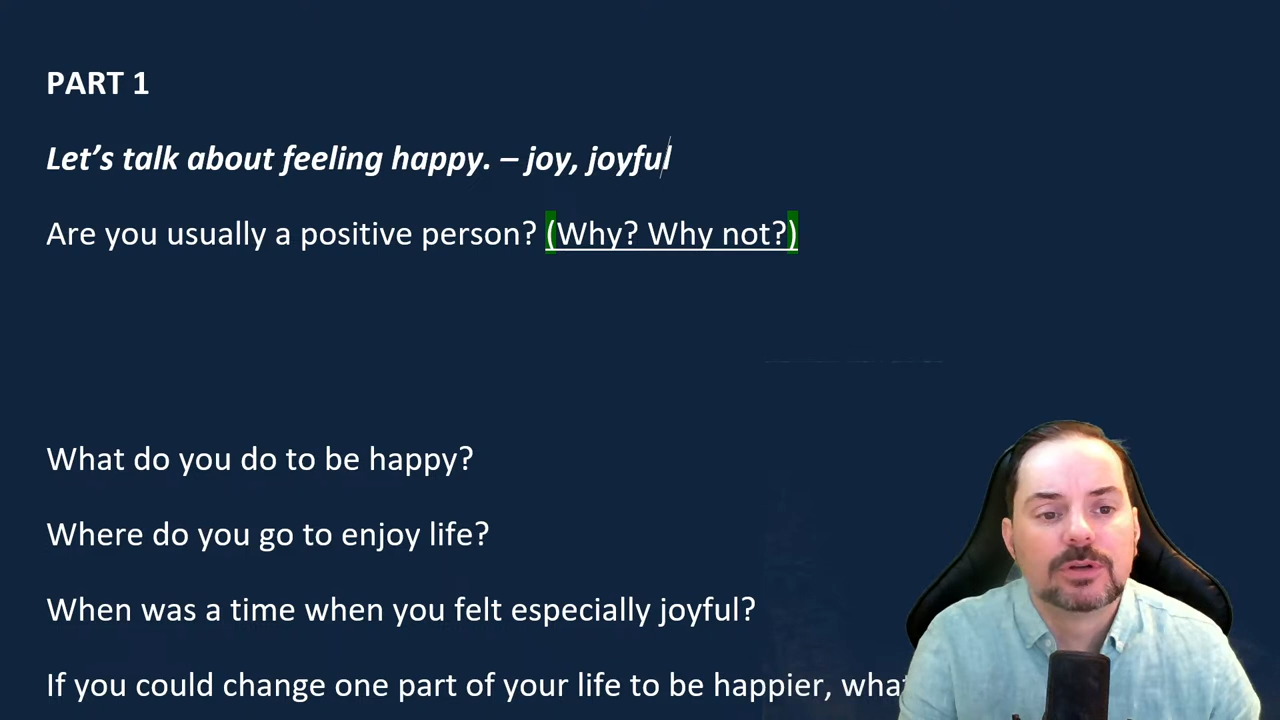 PART 1
Let’s talk about feeling happy. – joy, joyful
Are you usually a positive person? (Why? Why not?)
What do you do to be happy?
Where do you go to enjoy life?
When was a time when you felt especially joyful?
If you could change one part of your life to be happier,